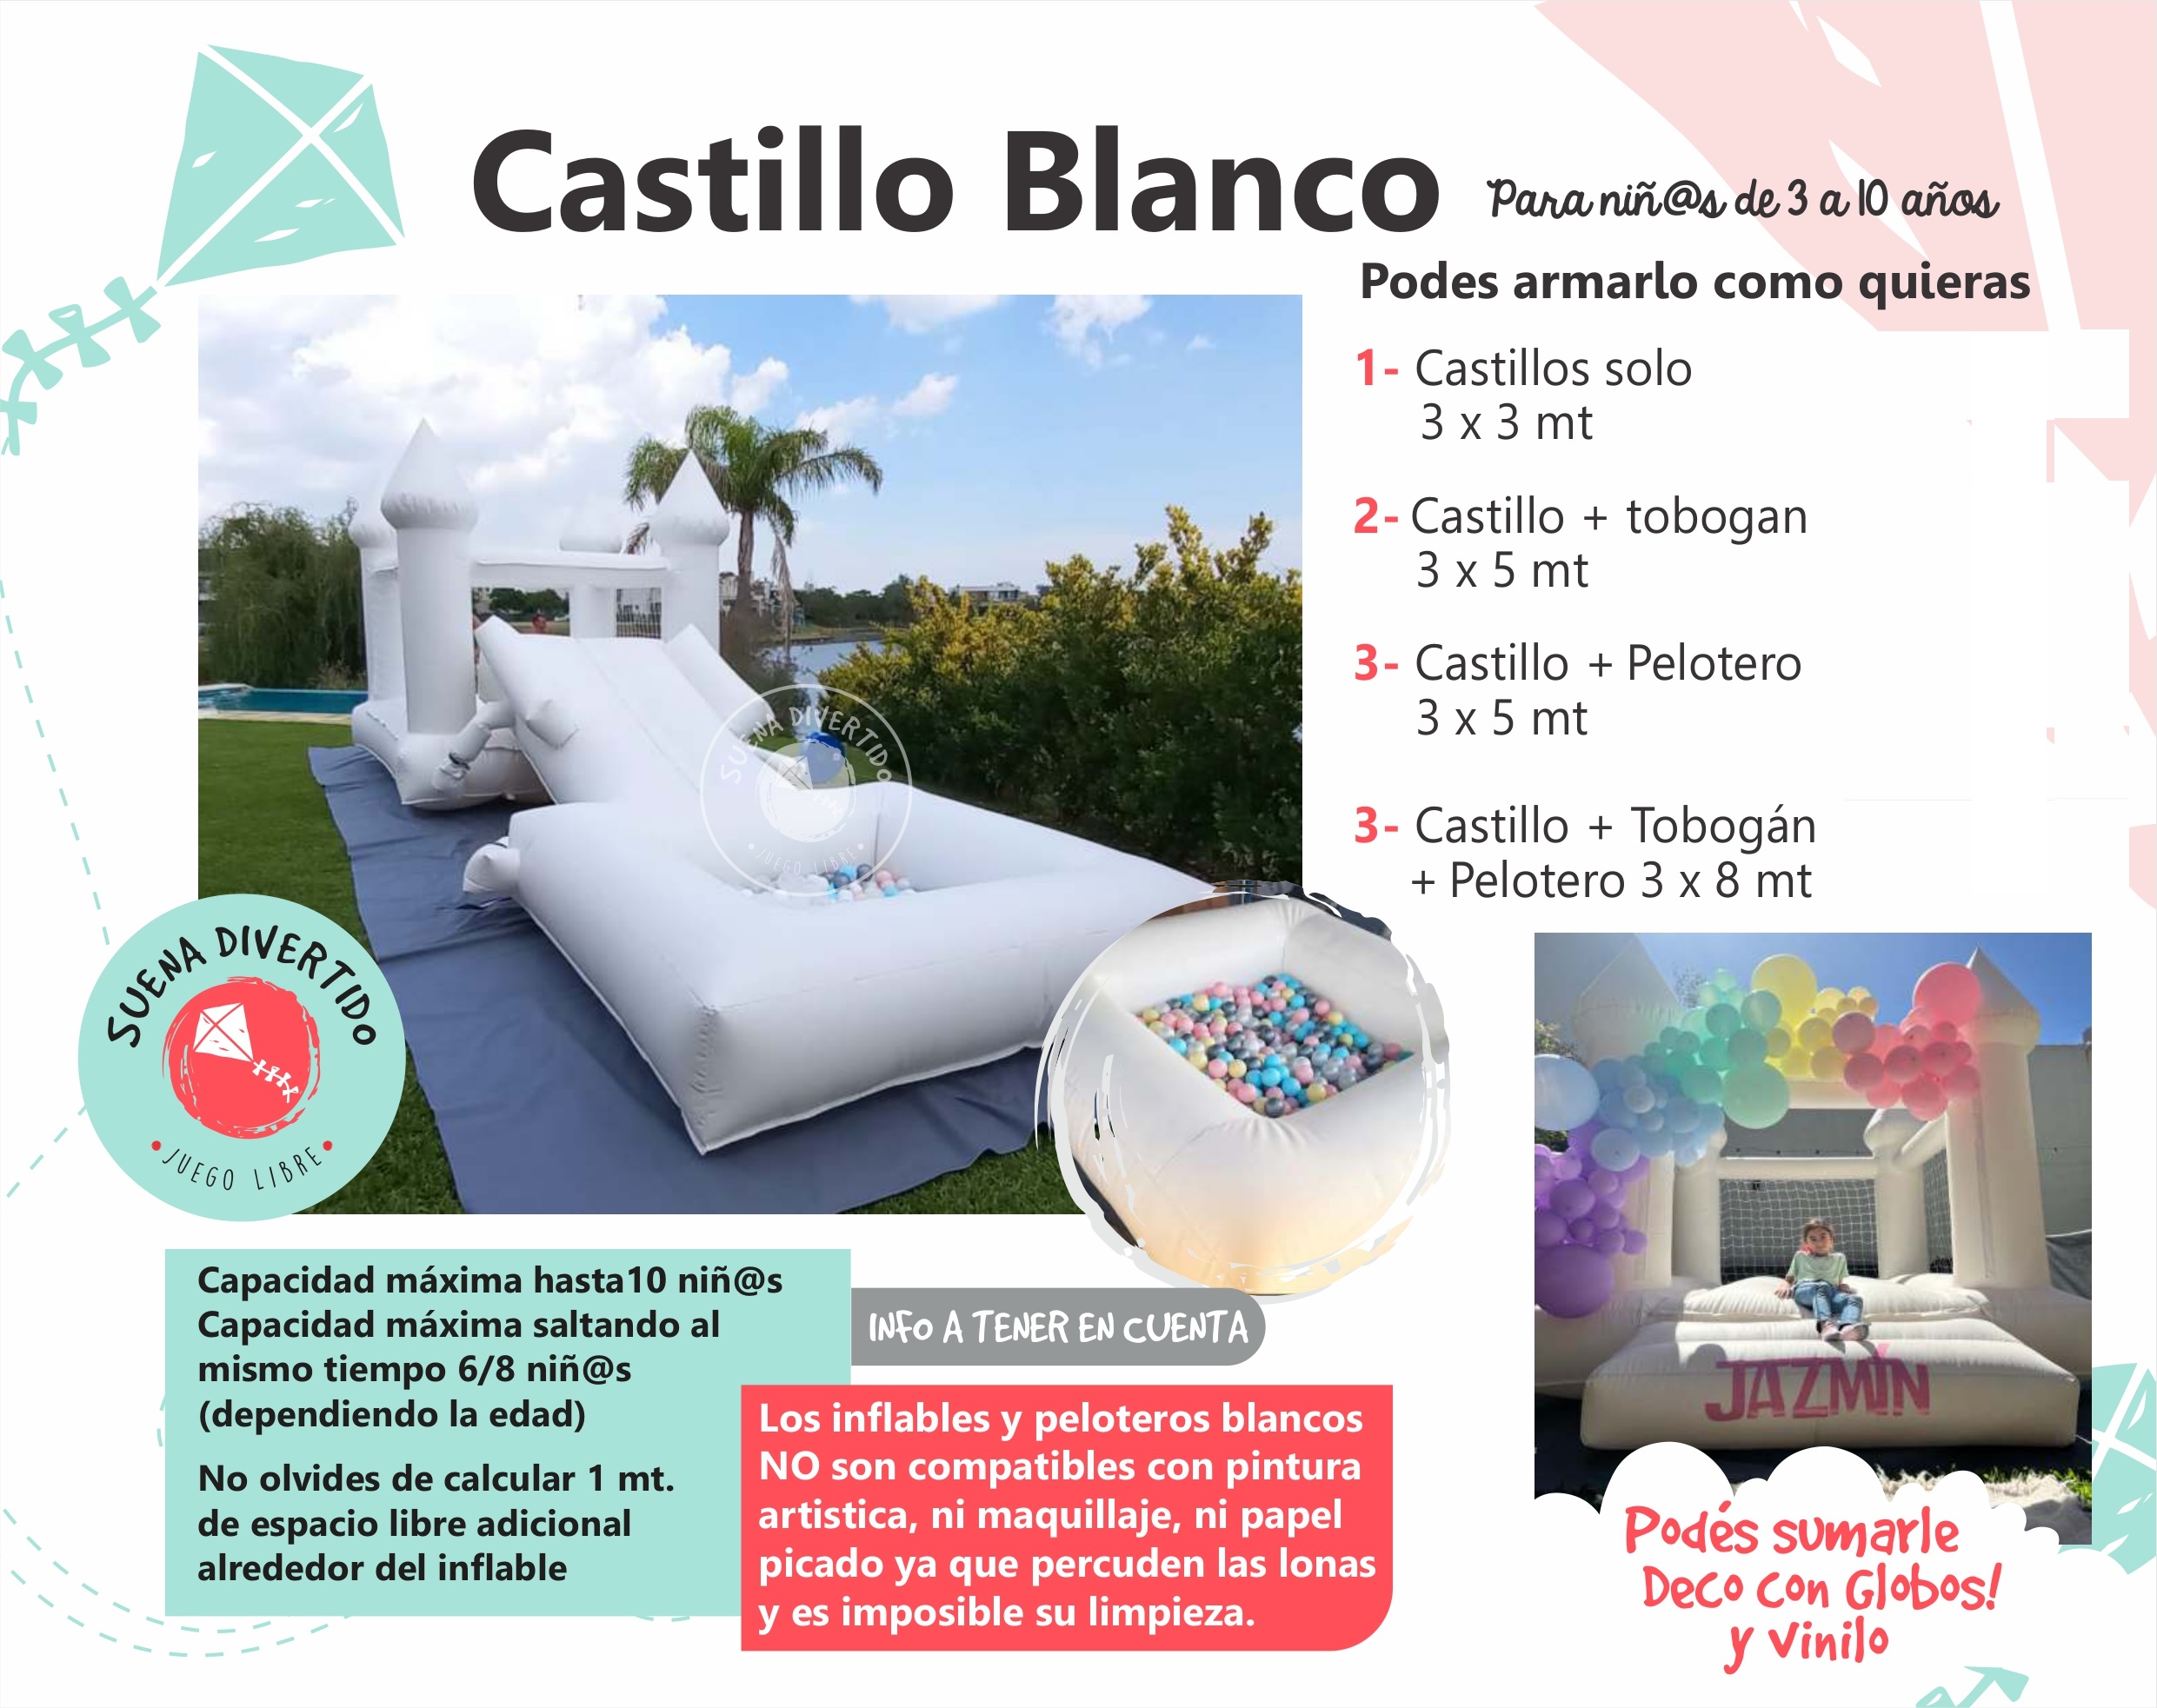 Castillo Blanco
Para niñ@s de 3 a 10 años
Podes armarlo como quieras
1- Castillos solo
3 x 3 mt
2- Castillo + tobogan
3 x 5 mt
3- Castillo + Pelotero
3 x 5 mt
3- Castillo + Tobogán
+ Pelotero 3 x 8 mt
SUENA DIVERTIDO
• JUEGO LIBRE •
SUENA DIVERTIDO
• JUEGO LIBRE •
JAZMÍN
Capacidad máxima hasta10 niñ@s
Capacidad máxima saltando al
mismo tiempo 6/8 niñ@s
(dependiendo la edad)
No olvides de calcular 1 mt.
de espacio libre adicional
alrededor del inflable
INFO A TENER EN CUENTA
Los inflables y peloteros blancos
NO son compatibles con pintura
artistica, ni maquillaje, ni papel
picado ya que percuden las lonas
y es imposible su limpieza.
Podés sumarle
Deco con Globos!
y Vinilo